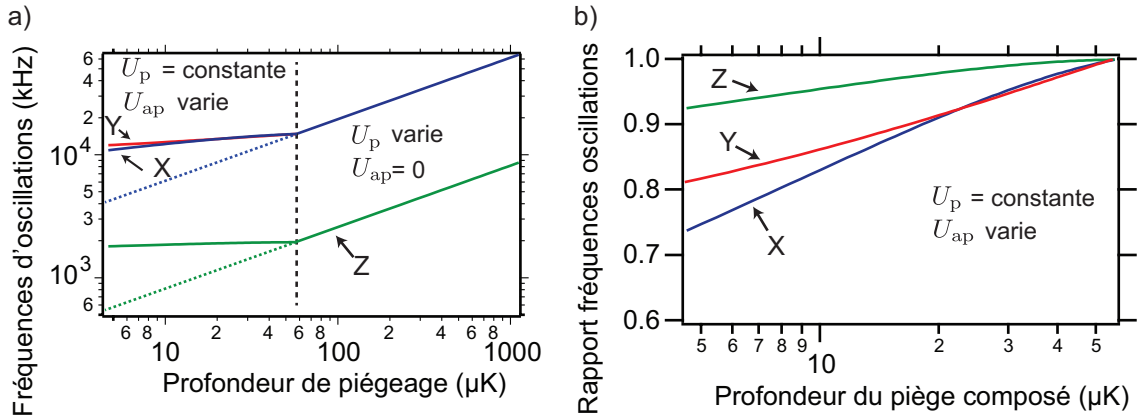 a)
Fréquences d'oscillations (kHz)
6
4
2
10⁴
6
5
3
2
10³
6
U_p = constante
U_ap varie
Y
X
U_p varie
U_ap = 0
Z
6 8 2 4 6 8 2 4 6 8
10 100 1000
Profondeur de piégeage (µK)
b)
Rapport fréquences oscillations
1.0
0.9
0.8
0.7
0.6
Z
Y
X
U_p = constante
U_ap varie
5 6 7 8 9 2 3 4 5
10
Profondeur du piège composé (µK)